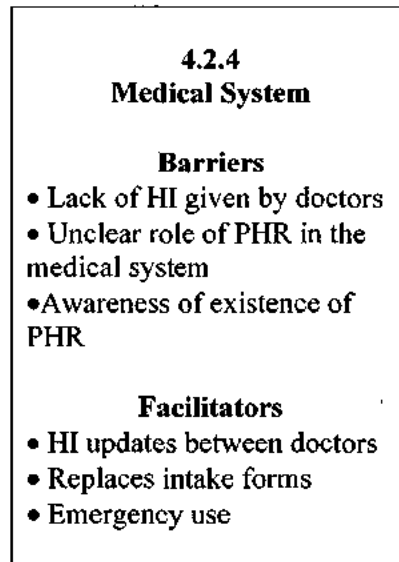 4.2.4
Medical System
Barriers
• Lack of HI given by doctors
• Unclear role of PHR in the
medical system
•Awareness of existence of
PHR
Facilitators
• HI updates between doctors
• Replaces intake forms
• Emergency use